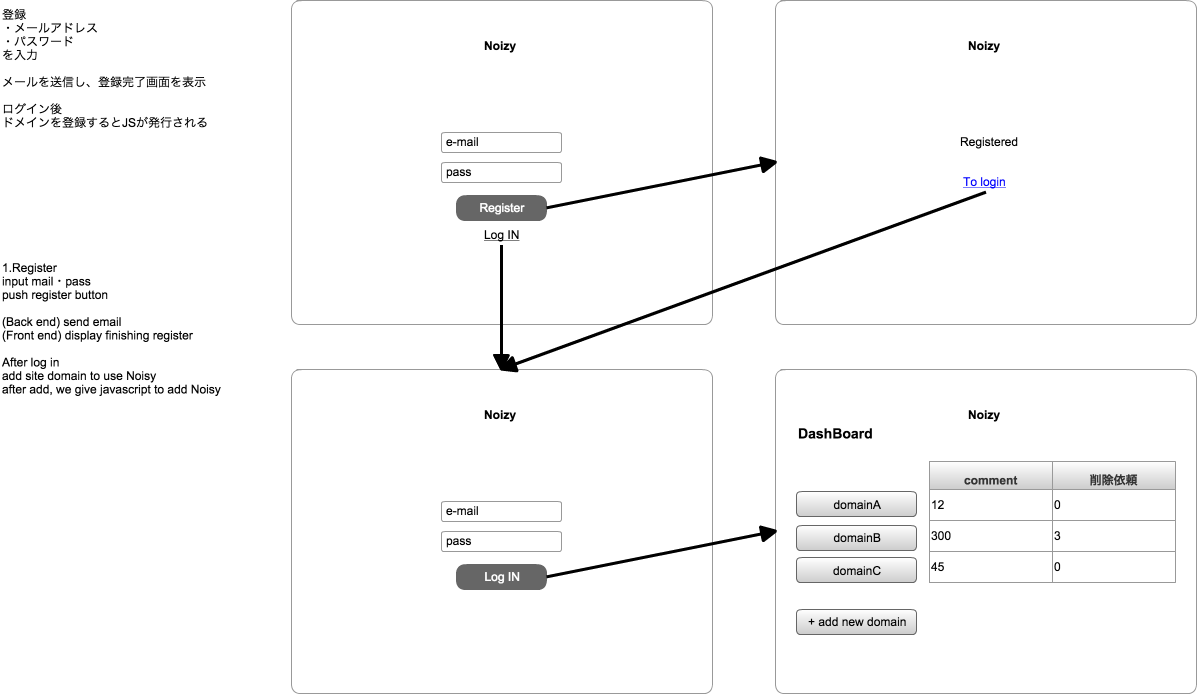 登録
・メールアドレス
・パスワード
を入力
メールを送信し、登録完了画面を表示
ログイン後
ドメインを登録するとJSが発行される
1.Register
input mail・pass
push register button
(Back end) send email
(Front end) display finishing register
After log in
add site domain to use Noisy
after add, we give javascript to add Noisy
Noizy
e-mail
pass
Register
Log IN
Noizy
Registered
To login
Noizy
e-mail
pass
Log IN
Noizy
DashBoard
comment 削除依頼
domainA 12 0
domainB 300 3
domainC 45 0
+ add new domain